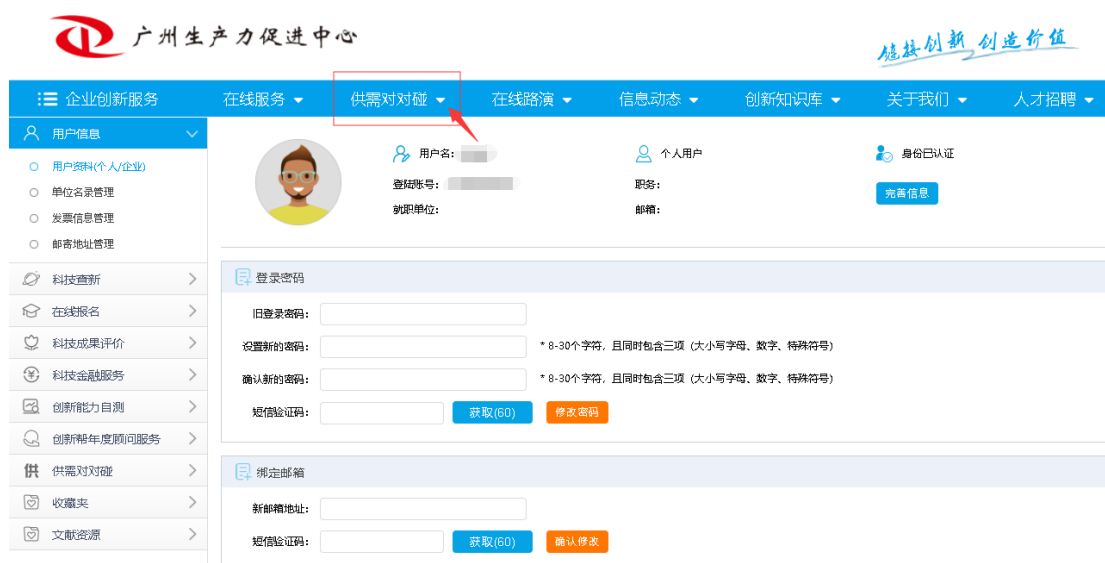 广州生产力促进中心
链接创新 创造价值
企业创新服务 在线服务 供需对对碰 在线路演 信息动态 创新知识库 关于我们 人才招聘
用户信息
用户资料(个人/企业)
单位名录管理
发票信息管理
邮寄地址管理
科技查新
在线报名
科技成果评价
科技金融服务
创新能力自测
创新帮年度顾问服务
供 供需对对碰
收藏夹
文献资源
用户名: 个人用户 身份已认证
登陆账号: 职务: 完善信息
就职单位: 邮箱:
登录密码
旧登录密码:
设置新的密码: * 8-30个字符, 且同时包含三项 (大小写字母、数字、特殊符号)
确认新的密码: * 8-30个字符, 且同时包含三项 (大小写字母、数字、特殊符号)
短信验证码: 获取(60) 修改密码
绑定邮箱
新邮箱地址:
短信验证码: 获取(60) 确认修改